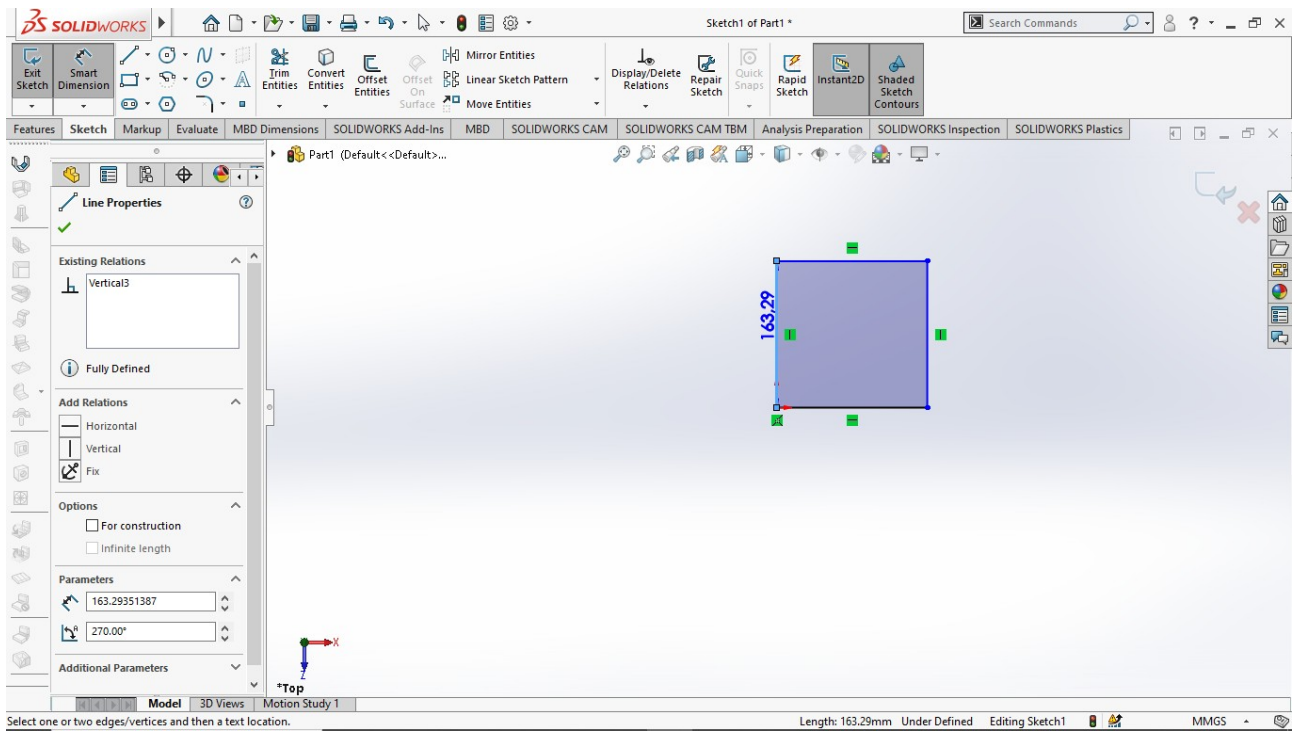 SOLIDWORKS
Sketch1 of Part1 *
Search Commands
?
Exit Sketch
Smart Dimension
Trim Entities
Convert Entities
Offset Entities
Offset On Surface
Mirror Entities
Linear Sketch Pattern
Move Entities
Display/Delete Relations
Repair Sketch
Quick Snaps
Rapid Sketch
Instant2D
Shaded Sketch Contours
Features Sketch Markup Evaluate MBD Dimensions SOLIDWORKS Add-Ins MBD SOLIDWORKS CAM SOLIDWORKS CAM TBM Analysis Preparation SOLIDWORKS Inspection SOLIDWORKS Plastics
Part1 (Default<<Default>...
Line Properties
Existing Relations
Vertical3
Fully Defined
Add Relations
Horizontal
Vertical
Fix
Options
For construction
Infinite length
Parameters
163.29351387
270.00°
Additional Parameters
163,29
X
Z
*Top
Model 3D Views Motion Study 1
Select one or two edges/vertices and then a text location.
Length: 163.29mm Under Defined Editing Sketch1 MMGS